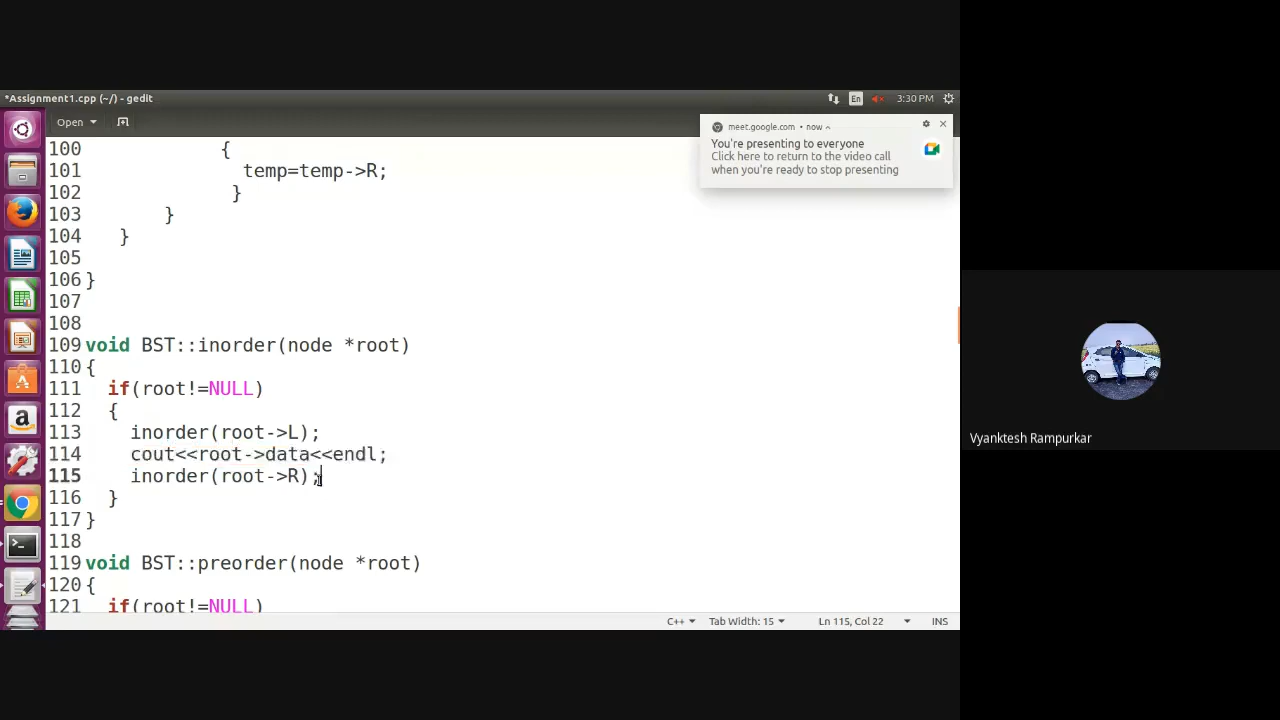 *Assignment1.cpp (~/) - gedit
En
3:30 PM
Open
meet.google.com • now
You're presenting to everyone
Click here to return to the video call
when you're ready to stop presenting
100 {
101 temp=temp->R;
102 }
103 }
104 }
105
106 }
107
108
109 void BST::inorder(node *root)
110 {
111 if(root!=NULL)
112 {
113 inorder(root->L);
114 cout<<root->data<<endl;
115 inorder(root->R);
116 }
117 }
118
119 void BST::preorder(node *root)
120 {
121 if(root!=NULL)
C++ Tab Width: 15 Ln 115, Col 22 INS
Vyanktesh Rampurkar